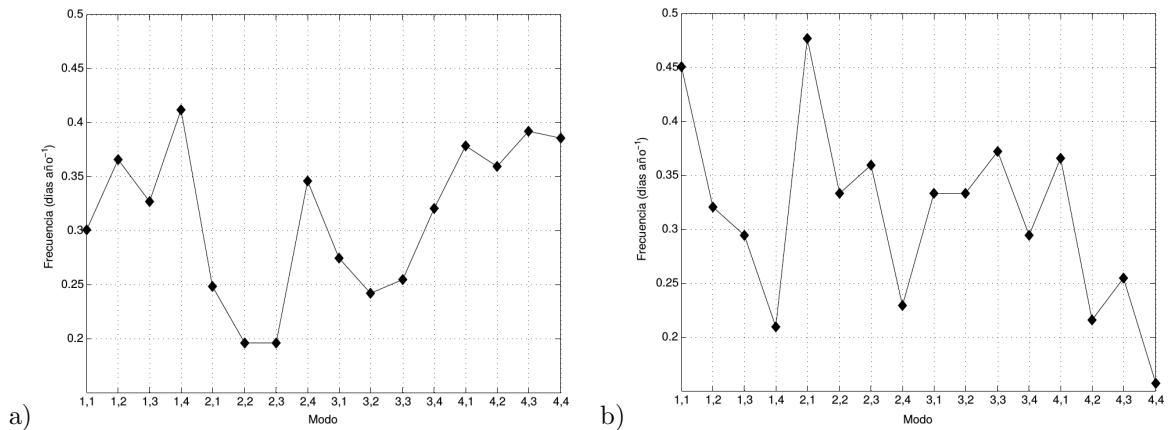 a)
Frecuencia (dias año⁻¹)
0.5
0.45
0.4
0.35
0.3
0.25
0.2
1,1 1,2 1,3 1,4 2,1 2,2 2,3 2,4 3,1 3,2 3,3 3,4 4,1 4,2 4,3 4,4
Modo
b)
Frecuencia (días año⁻¹)
0.5
0.45
0.4
0.35
0.3
0.25
0.2
1,1 1,2 1,3 1,4 2,1 2,2 2,3 2,4 3,1 3,2 3,3 3,4 4,1 4,2 4,3 4,4
Modo